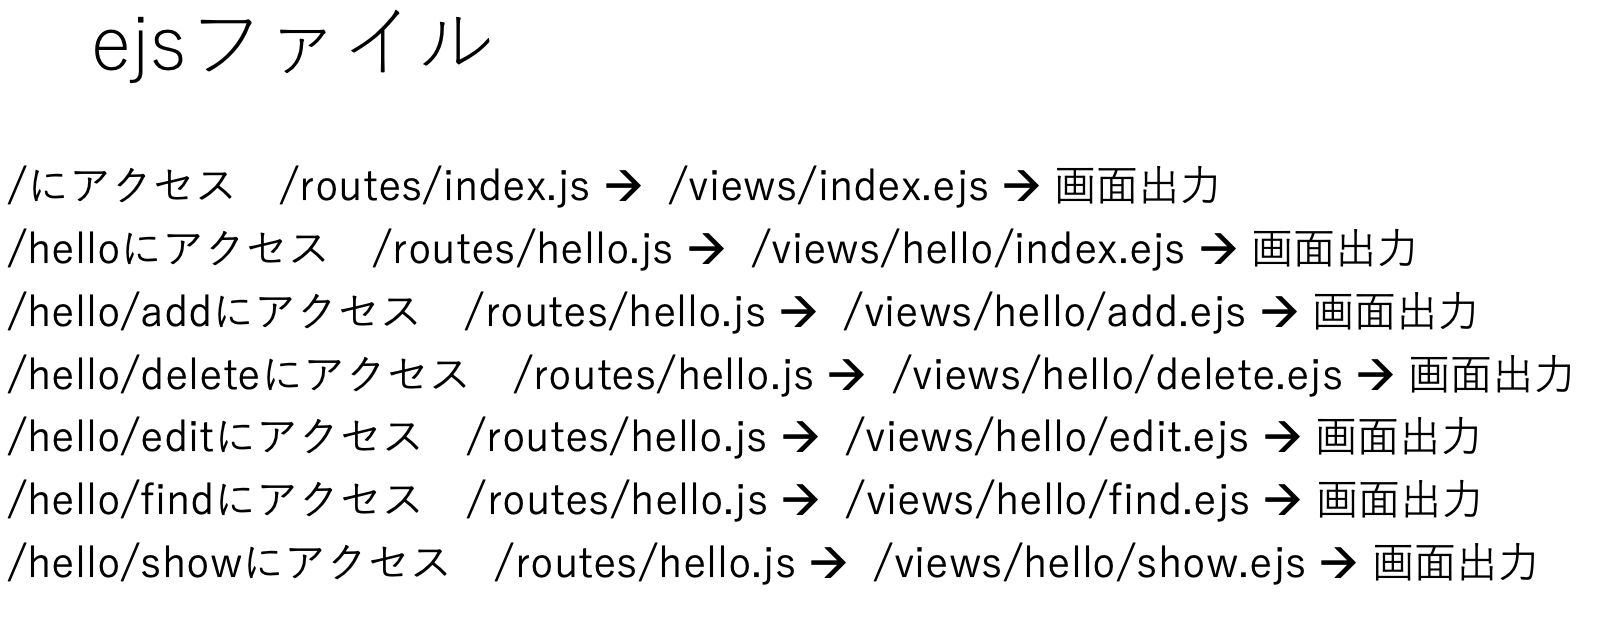 ejsファイル
/にアクセス　/routes/index.js → /views/index.ejs → 画面出力
/helloにアクセス　/routes/hello.js → /views/hello/index.ejs → 画面出力
/hello/addにアクセス　/routes/hello.js → /views/hello/add.ejs → 画面出力
/hello/deleteにアクセス　/routes/hello.js → /views/hello/delete.ejs → 画面出力
/hello/editにアクセス　/routes/hello.js → /views/hello/edit.ejs → 画面出力
/hello/findにアクセス　/routes/hello.js → /views/hello/find.ejs → 画面出力
/hello/showにアクセス　/routes/hello.js → /views/hello/show.ejs → 画面出力